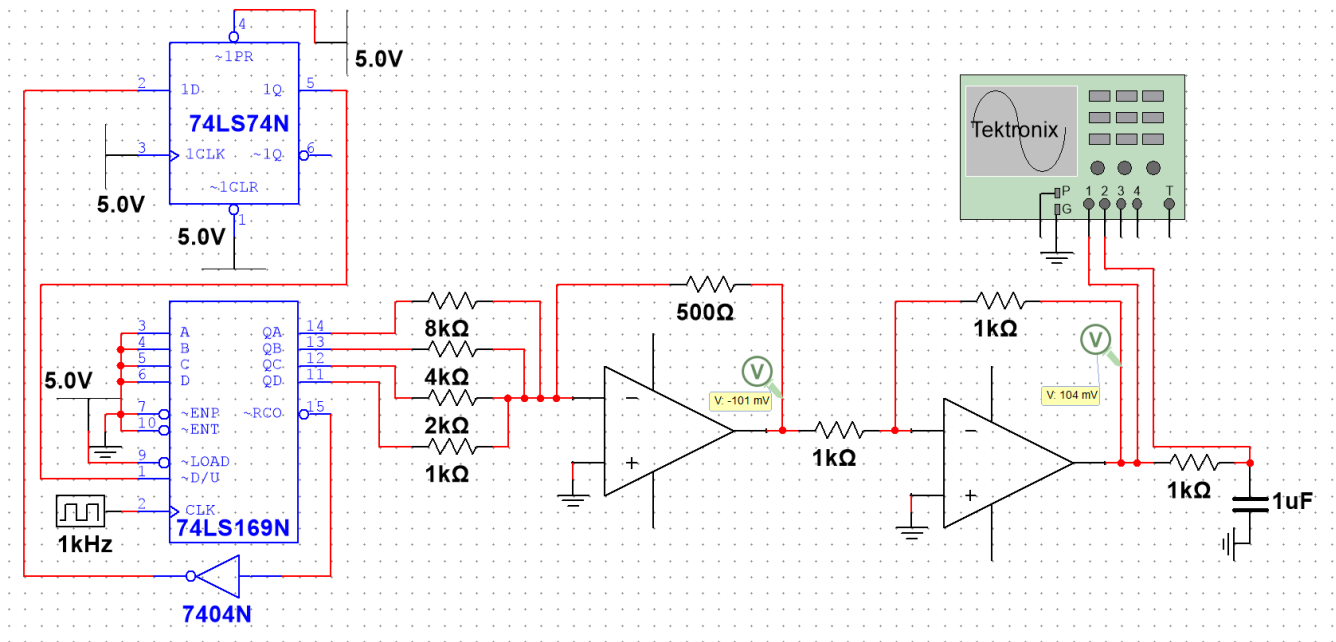 4
~1PR
5.0V
2 1D 1Q 5
74LS74N
3 1CLK ~1Q 6
~1CLR
5.0V
1
5.0V
Tektronix
P
G
1 2 3 4 T
500Ω
1kΩ
3 A QA 14
4 B QB 13
5 C QC 12
6 D QD 11
7 ~ENP ~RCO 15
10 ~ENT
9 ~LOAD
1 ~D/U
2 CLK
74LS169N
5.0V
1kHz
7404N
8kΩ
4kΩ
2kΩ
1kΩ
V
V: -101 mV
V
V: 104 mV
−
+
1kΩ
−
+
1kΩ
1uF